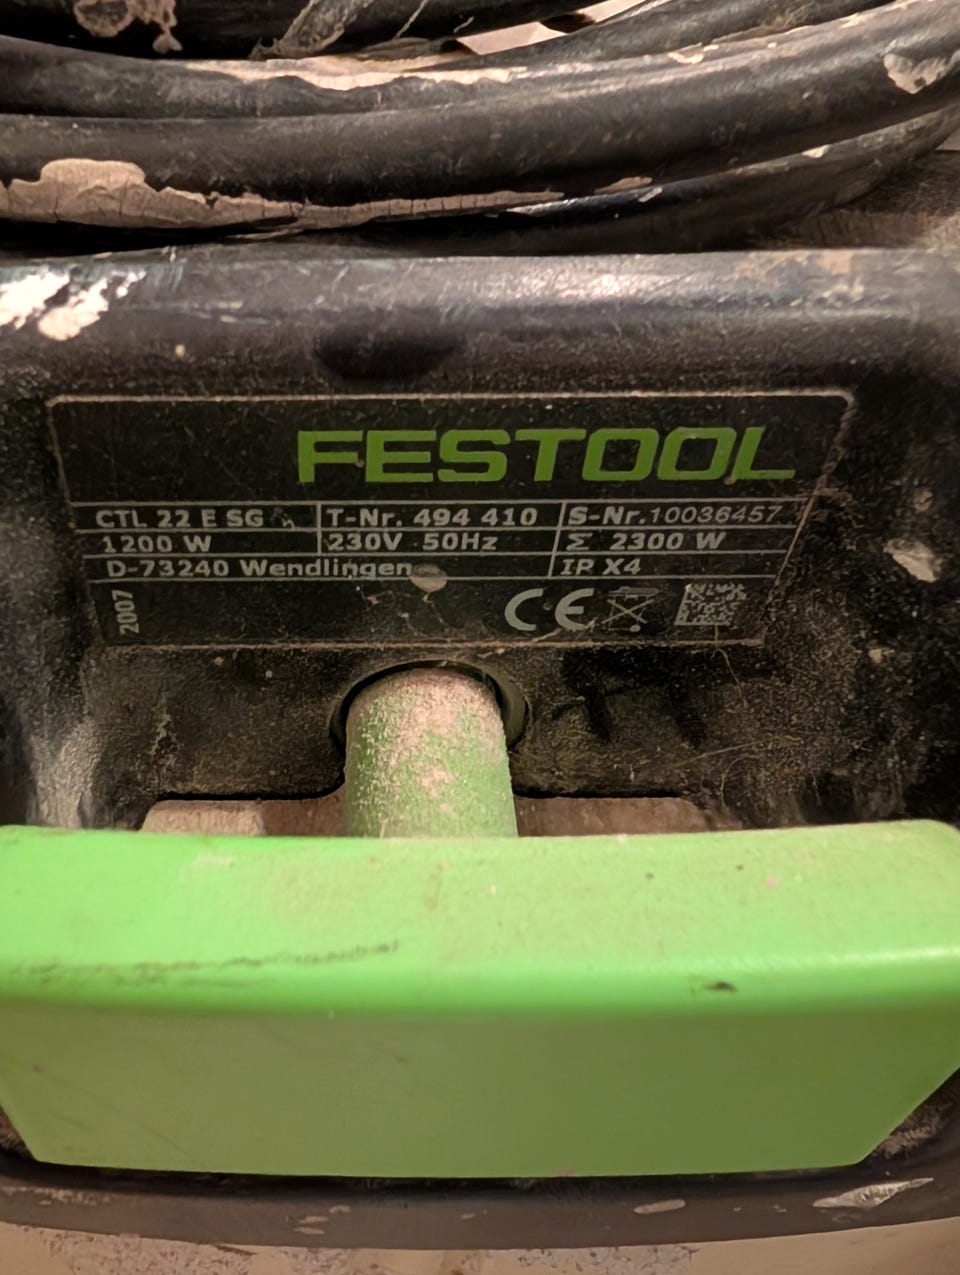 FESTOOL
CTL 22 E SG T-Nr. 494 410 S-Nr. 10036457
1200 W 230V 50Hz Σ 2300 W
D-73240 Wendlingen IP X4
2007 CE